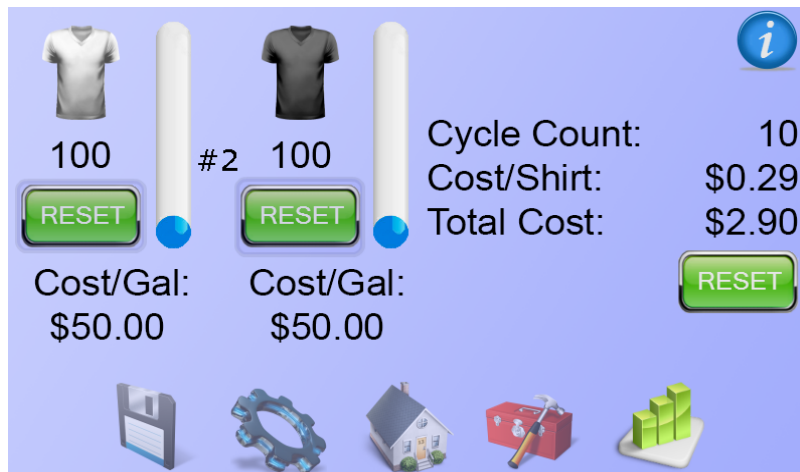 i
100
#2
100
RESET
RESET
Cost/Gal:
$50.00
Cost/Gal:
$50.00
Cycle Count: 10
Cost/Shirt: $0.29
Total Cost: $2.90
RESET